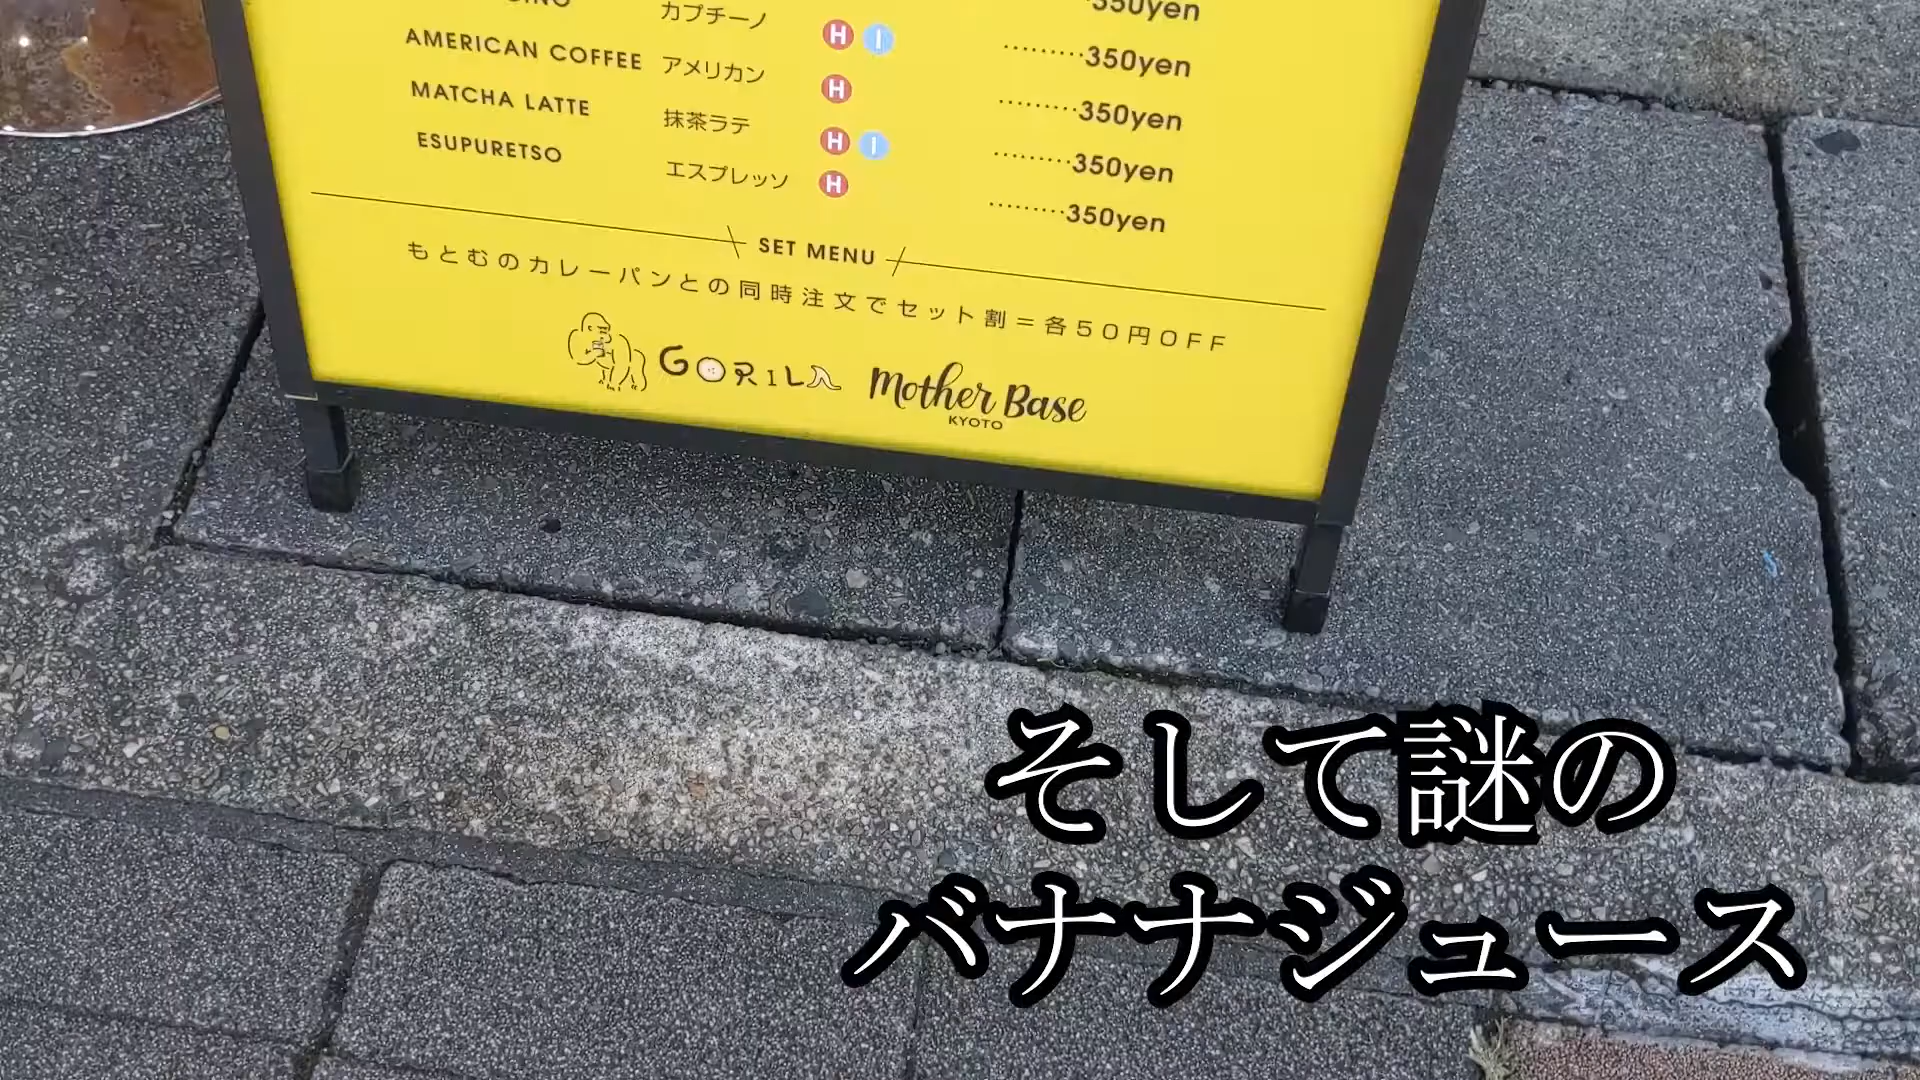 カプチーノ H I 350yen
AMERICAN COFFEE アメリカン H 350yen
MATCHA LATTE 抹茶ラテ H I 350yen
ESUPURETSO エスプレッソ H 350yen
350yen
SET MENU
もとむのカレーパンとの同時注文でセット割=各50円OFF
GORILA Mother Base
KYOTO
そして謎の
バナナジュース